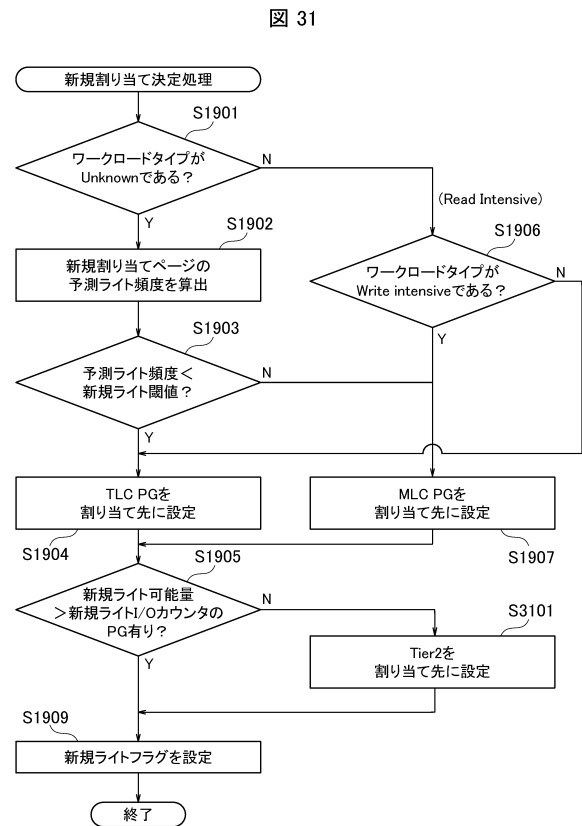 図 31
新規割り当て決定処理
S1901
ワークロードタイプが
Unknownである？
N
Y
(Read Intensive)
S1902
新規割り当てページの
予測ライト頻度を算出
S1906
ワークロードタイプが
Write intensiveである？
N
Y
S1903
予測ライト頻度＜
新規ライト閾値？
N
Y
TLC PGを
割り当て先に設定
S1904
MLC PGを
割り当て先に設定
S1907
S1905
新規ライト可能量
＞新規ライトI/Oカウンタの
PG有り？
N
Y
S3101
Tier2を
割り当て先に設定
S1909
新規ライトフラグを設定
終了